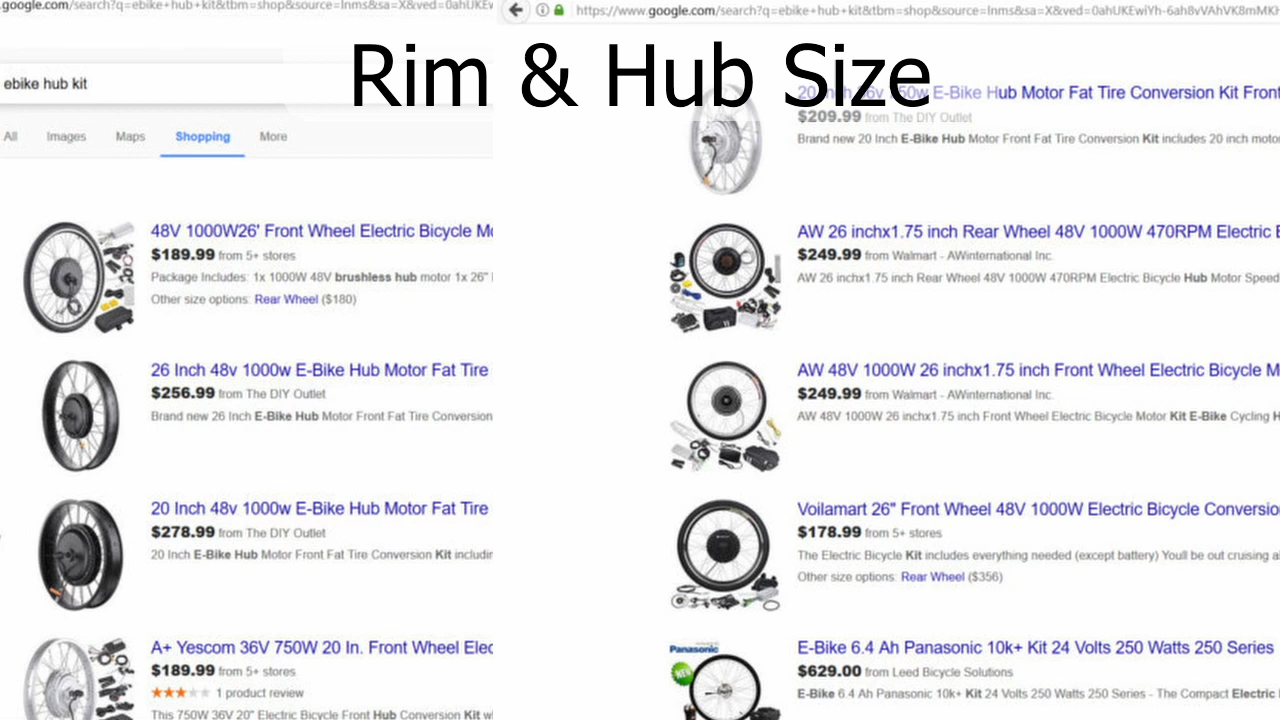 .google.com/search?q=ebike+hub+kit&tbm=shop&source=lnms&sa=X&ved=0ahUKEw
https://www.google.com/search?q=ebike+hub+kit&tbm=shop&source=lnms&sa=X&ved=0ahUKEwiYh-6ah8vVAhVK8mMKH
Rim & Hub Size
ebike hub kit
All Images Maps Shopping More
48V 1000W26' Front Wheel Electric Bicycle Mo
$189.99 from 5+ stores
Package Includes: 1x 1000W 48V brushless hub motor 1x 26"
Other size options: Rear Wheel ($180)
26 Inch 48v 1000w E-Bike Hub Motor Fat Tire
$256.99 from The DIY Outlet
Brand new 26 Inch E-Bike Hub Motor Front Fat Tire Conversion
20 Inch 48v 1000w E-Bike Hub Motor Fat Tire
$278.99 from The DIY Outlet
20 Inch E-Bike Hub Motor Front Fat Tire Conversion Kit includin
A+ Yescom 36V 750W 20 In. Front Wheel Elec
$189.99 from 5+ stores
1 product review
This 750W 36V 20" Electric Bicycle Front Hub Conversion Kit w
E-Bike Hub Motor Fat Tire Conversion Kit Front
$209.99 from The DIY Outlet
Brand new 20 Inch E-Bike Hub Motor Front Fat Tire Conversion Kit includes 20 inch motor
AW 26 inchx1.75 inch Rear Wheel 48V 1000W 470RPM Electric B
$249.99 from Walmart - AWinternational Inc.
AW 26 inchx1.75 inch Rear Wheel 48V 1000W 470RPM Electric Bicycle Hub Motor Speed
AW 48V 1000W 26 inchx1.75 inch Front Wheel Electric Bicycle M
$249.99 from Walmart - AWinternational Inc.
AW 48V 1000W 26 inchx1.75 inch Front Wheel Electric Bicycle Motor Kit E-Bike Cycling H
Voilamart 26" Front Wheel 48V 1000W Electric Bicycle Conversio
$178.99 from 5+ stores
The Electric Bicycle Kit includes everything needed (except battery) Youll be out cruising a
Other size options: Rear Wheel ($356)
Panasonic
NEW
E-Bike 6.4 Ah Panasonic 10k+ Kit 24 Volts 250 Watts 250 Series
$629.00 from Leed Bicycle Solutions
E-Bike 6.4 Ah Panasonic 10k+ Kit 24 Volts 250 Watts 250 Series - The Compact Electric